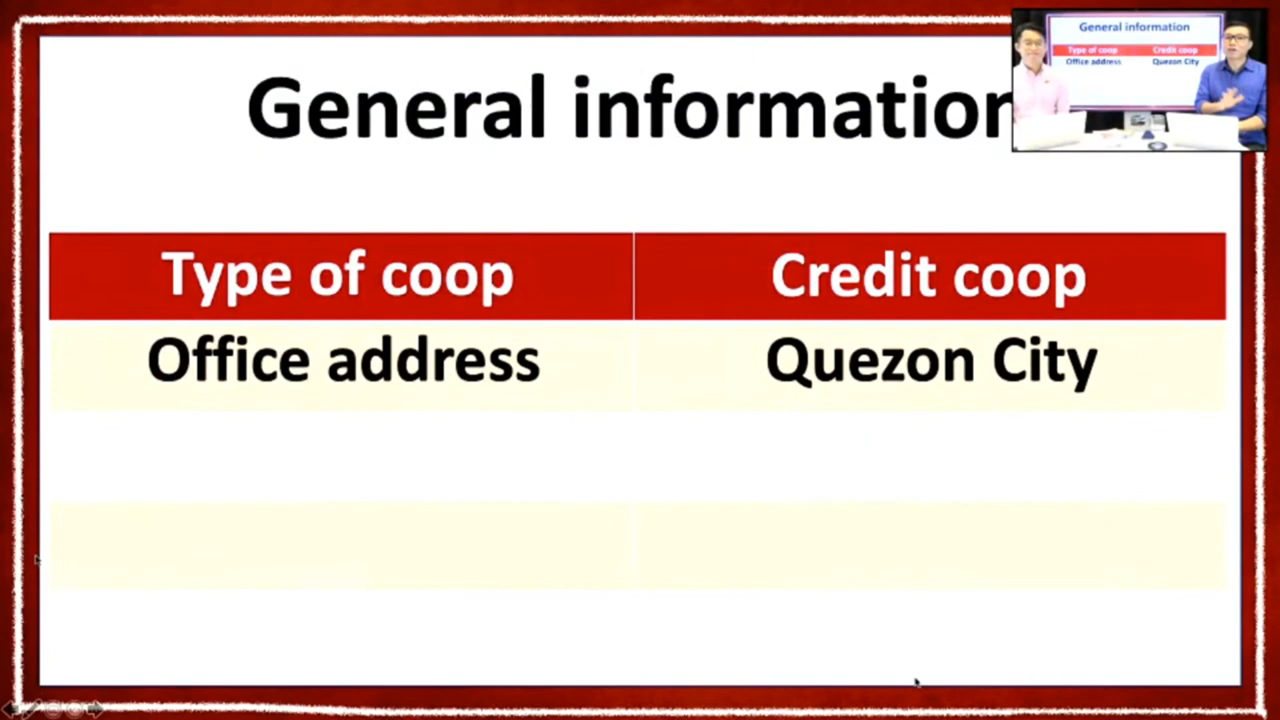 General information
Type of coop Credit coop
Office address Quezon City
General information
Type of coop Credit coop
Office address Quezon City